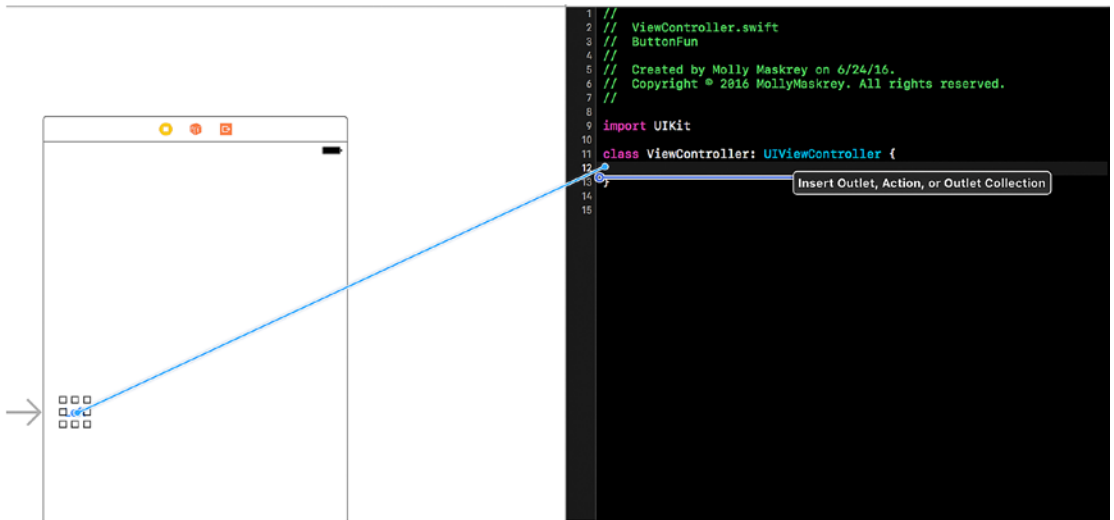 1 //
2 // ViewController.swift
3 // ButtonFun
4 //
5 // Created by Molly Maskrey on 6/24/16.
6 // Copyright © 2016 MollyMaskrey. All rights reserved.
7 //
8
9 import UIKit
10
11 class ViewController: UIViewController {
12
13 }
Insert Outlet, Action, or Outlet Collection
14
15